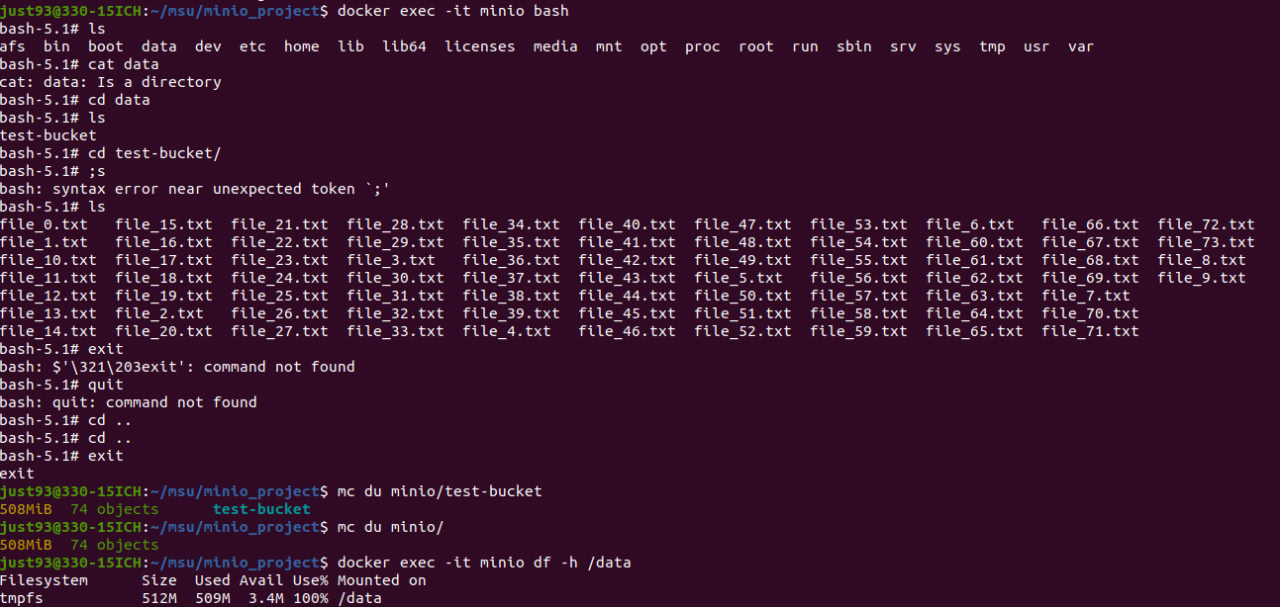 just93@330-15ICH:~/msu/minio_project$ docker exec -it minio bash
bash-5.1# ls
afs  bin  boot  data  dev  etc  home  lib  lib64  licenses  media  mnt  opt  proc  root  run  sbin  srv  sys  tmp  usr  var
bash-5.1# cat data
cat: data: Is a directory
bash-5.1# cd data
bash-5.1# ls
test-bucket
bash-5.1# cd test-bucket/
bash-5.1# ;s
bash: syntax error near unexpected token `;'
bash-5.1# ls
file_0.txt   file_15.txt  file_21.txt  file_28.txt  file_34.txt  file_40.txt  file_47.txt  file_53.txt  file_6.txt   file_66.txt  file_72.txt
file_1.txt   file_16.txt  file_22.txt  file_29.txt  file_35.txt  file_41.txt  file_48.txt  file_54.txt  file_60.txt  file_67.txt  file_73.txt
file_10.txt  file_17.txt  file_23.txt  file_3.txt   file_36.txt  file_42.txt  file_49.txt  file_55.txt  file_61.txt  file_68.txt  file_8.txt
file_11.txt  file_18.txt  file_24.txt  file_30.txt  file_37.txt  file_43.txt  file_5.txt   file_56.txt  file_62.txt  file_69.txt  file_9.txt
file_12.txt  file_19.txt  file_25.txt  file_31.txt  file_38.txt  file_44.txt  file_50.txt  file_57.txt  file_63.txt  file_7.txt
file_13.txt  file_2.txt   file_26.txt  file_32.txt  file_39.txt  file_45.txt  file_51.txt  file_58.txt  file_64.txt  file_70.txt
file_14.txt  file_20.txt  file_27.txt  file_33.txt  file_4.txt   file_46.txt  file_52.txt  file_59.txt  file_65.txt  file_71.txt
bash-5.1# exit
bash: $'\321\203exit': command not found
bash-5.1# quit
bash: quit: command not found
bash-5.1# cd ..
bash-5.1# cd ..
bash-5.1# exit
exit
just93@330-15ICH:~/msu/minio_project$ mc du minio/test-bucket
508MiB  74 objects      test-bucket
just93@330-15ICH:~/msu/minio_project$ mc du minio/
508MiB  74 objects
just93@330-15ICH:~/msu/minio_project$ docker exec -it minio df -h /data
Filesystem      Size  Used Avail Use% Mounted on
tmpfs           512M  509M  3.4M 100% /data